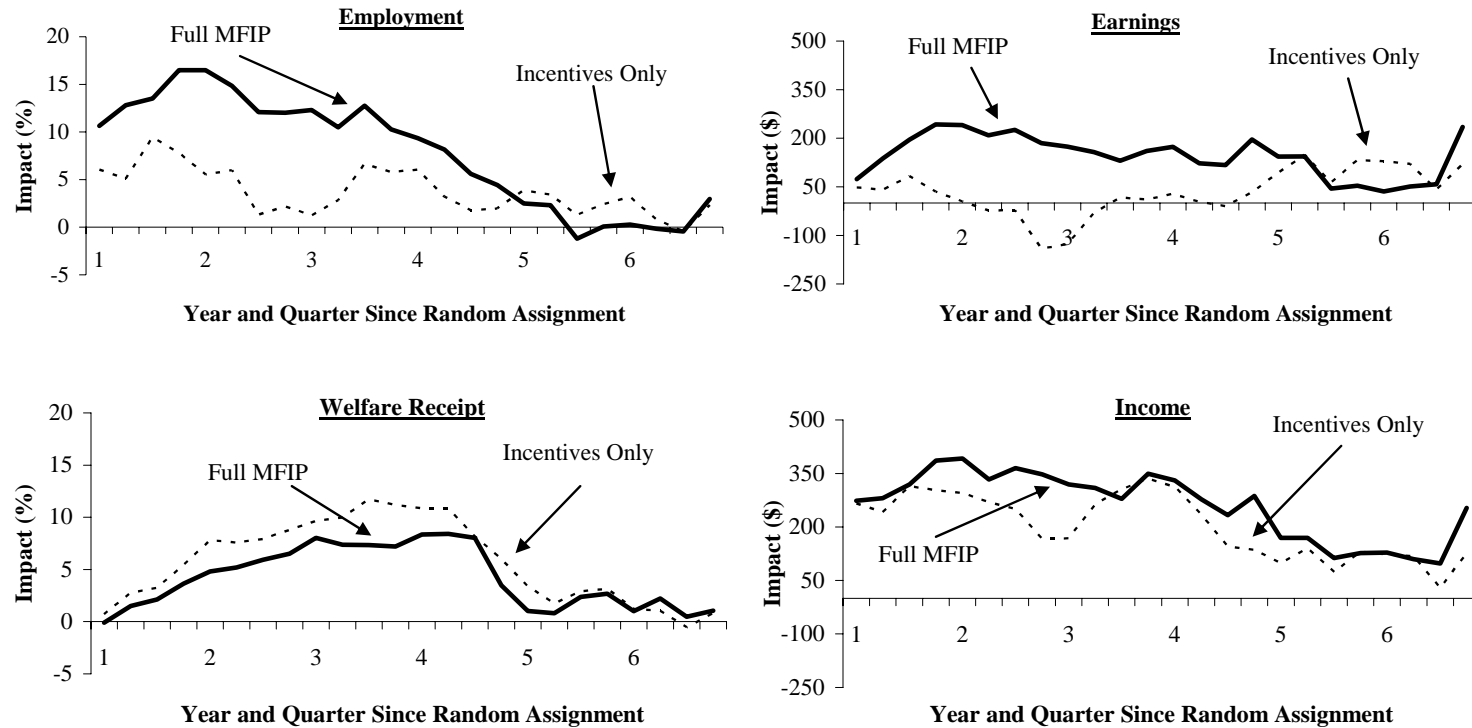 Employment
Full MFIP
Incentives Only
Impact (%)
20
15
10
5
0
-5
1 2 3 4 5 6
Year and Quarter Since Random Assignment
Earnings
Full MFIP
Incentives Only
Impact ($)
500
350
200
50
-100
-250
1 2 3 4 5 6
Year and Quarter Since Random Assignment
Welfare Receipt
Full MFIP
Incentives Only
Impact (%)
20
15
10
5
0
-5
1 2 3 4 5 6
Year and Quarter Since Random Assignment
Income
Incentives Only
Full MFIP
Impact ($)
500
350
200
50
-100
-250
1 2 3 4 5 6
Year and Quarter Since Random Assignment